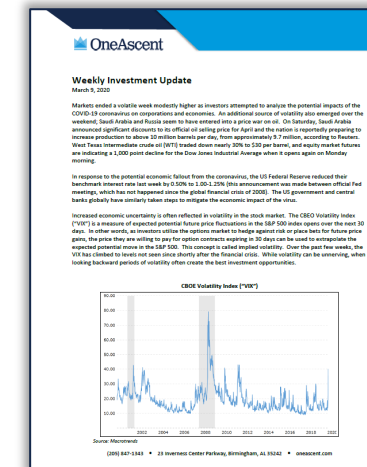 OneAscent
Weekly Investment Update
March 9, 2020
Markets ended a volatile week modestly higher as investors attempted to analyze the potential impacts of the
COVID-19 coronavirus on corporations and economies. An additional source of volatility also emerged over the
weekend; Saudi Arabia and Russia seem to have entered into a price war on oil. On Saturday, Saudi Arabia
announced significant discounts to its official oil selling price for April and the nation is reportedly preparing to
increase production to above 10 million barrels per day, from approximately 9.7 million, according to Reuters.
West Texas Intermediate crude oil (WTI) traded down nearly 30% to $30 per barrel, and equity market futures
are indicating a 1,000 point decline for the Dow Jones Industrial Average when it opens again on Monday
morning.
In response to the potential economic fallout from the coronavirus, the US Federal Reserve reduced their
benchmark interest rate last week by 0.50% to 1.00-1.25% (this announcement was made between official Fed
meetings, which has not happened since the global financial crisis of 2008). The US government and central
banks globally have similarly taken steps to mitigate the economic impact of the virus.
Increased economic uncertainty is often reflected in volatility in the stock market. The CBEO Volatility Index
("VIX") is a measure of expected potential future price fluctuations in the S&P 500 index options over the next 30
days. In other words, as investors utilize the options market to hedge against risk or place bets for future price
gains, the price they are willing to pay for option contracts expiring in 30 days can be used to extrapolate the
expected potential move in the S&P 500. This concept is called implied volatility. Over the past few weeks, the
VIX has climbed to levels not seen since shortly after the financial crisis. While volatility can be unnerving, when
looking backward periods of volatility often create the best investment opportunities.
CBOE Volatility Index ("VIX")
90.00
80.00
70.00
60.00
50.00
40.00
30.00
20.00
10.00
2002 2004 2006 2008 2010 2012 2014 2016 2018 2020
Source: Macrotrends
(205) 847-1343 • 23 Inverness Center Parkway, Birmingham, AL 35242 • oneascent.com